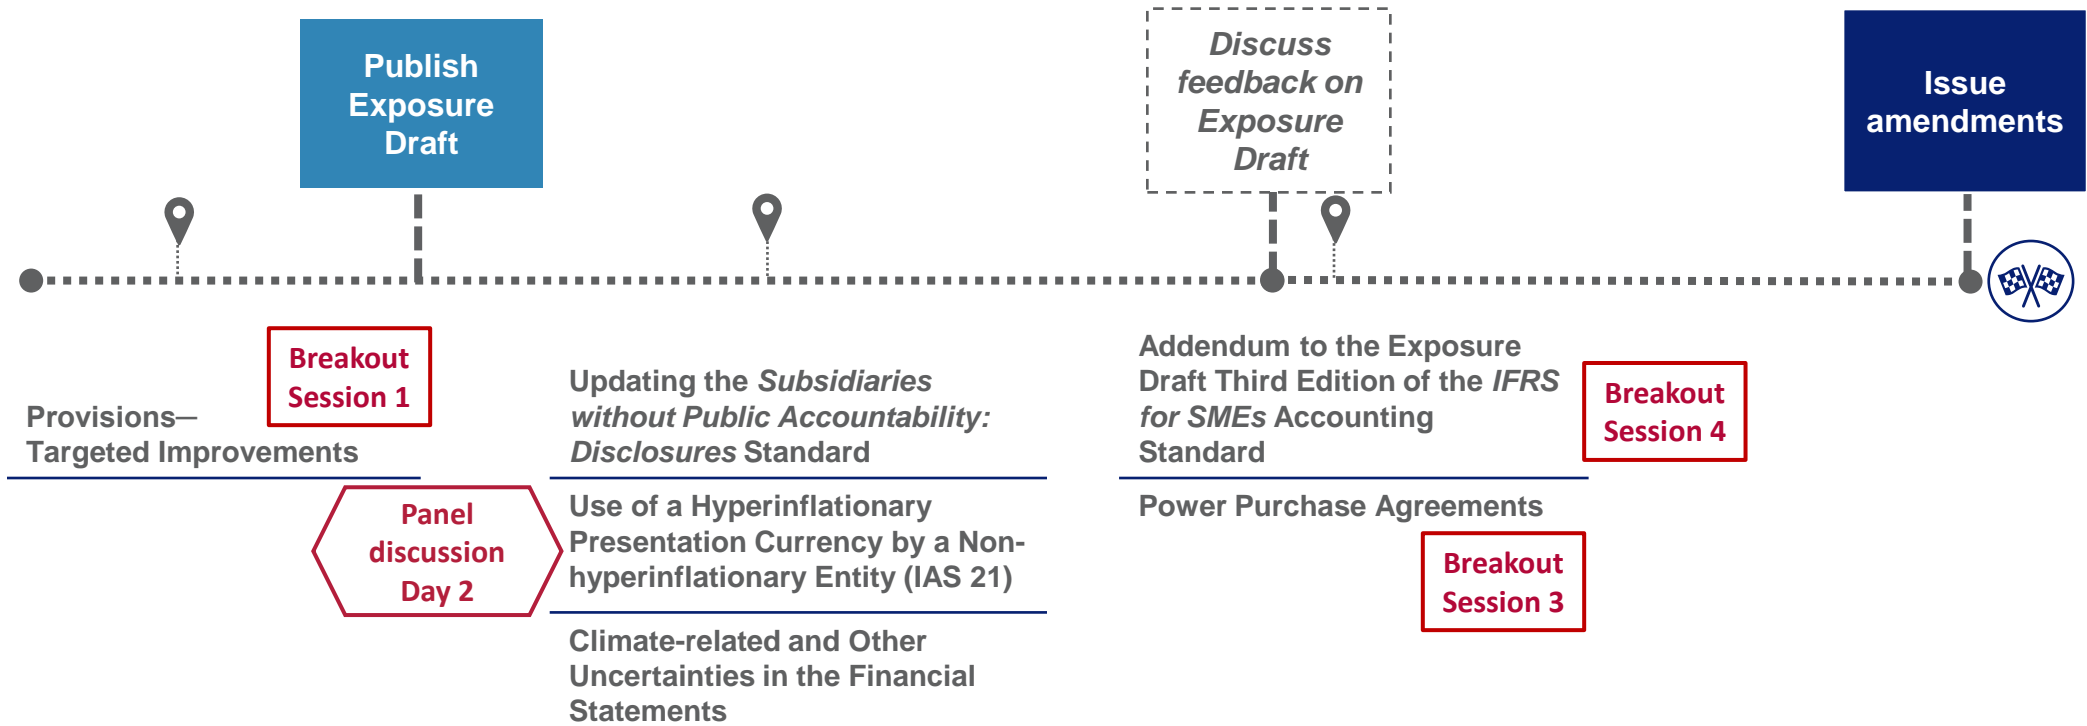 Publish
Exposure
Draft
Discuss
feedback on
Exposure
Draft
Issue
amendments
Breakout
Session 1
Provisions—
Targeted Improvements
Panel
discussion
Day 2
Updating the Subsidiaries
without Public Accountability:
Disclosures Standard
Use of a Hyperinflationary
Presentation Currency by a Non-
hyperinflationary Entity (IAS 21)
Climate-related and Other
Uncertainties in the Financial
Statements
Addendum to the Exposure
Draft Third Edition of the IFRS
for SMEs Accounting
Standard
Breakout
Session 4
Power Purchase Agreements
Breakout
Session 3